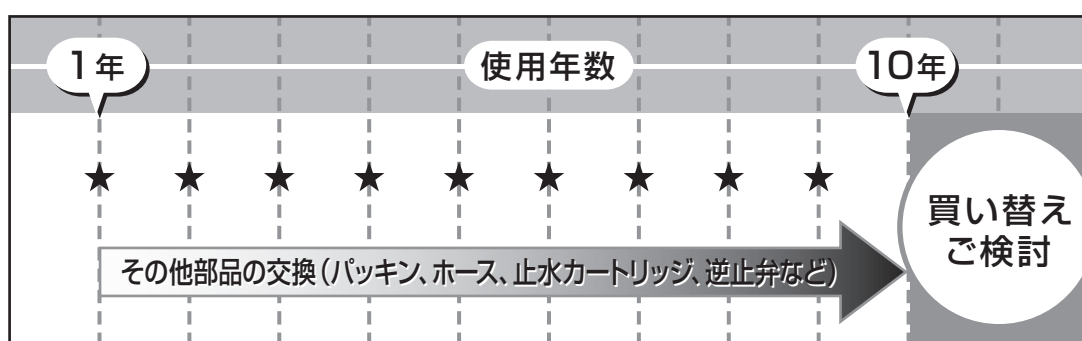 1年
使用年数
10年
★ ★ ★ ★ ★ ★ ★ ★ ★
その他部品の交換(パッキン、ホース、止水カートリッジ、逆止弁など)
買い替え
ご検討